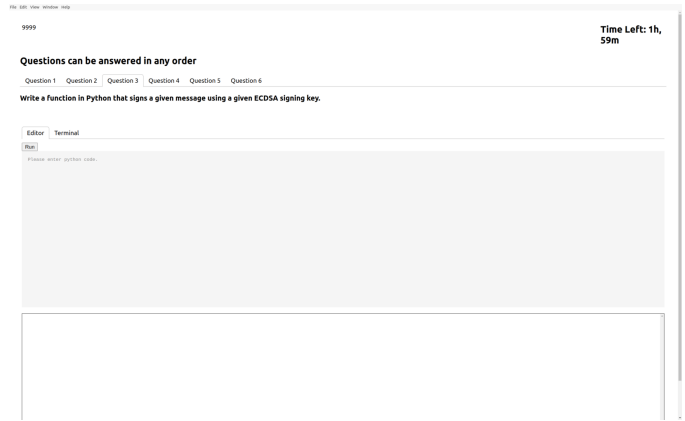 File Edit View Window Help
9999
Time Left: 1h,
59m
Questions can be answered in any order
Question 1 Question 2 Question 3 Question 4 Question 5 Question 6
Write a function in Python that signs a given message using a given ECDSA signing key.
Editor Terminal
Run
Please enter python code.